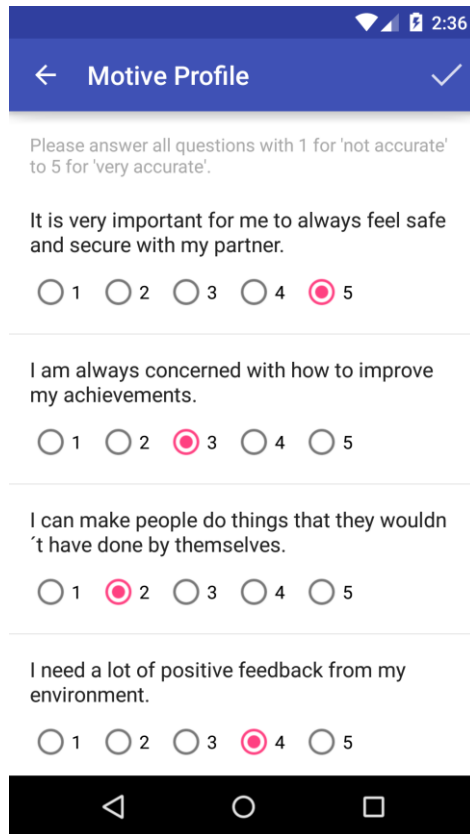 2:36
Motive Profile
Please answer all questions with 1 for 'not accurate'
to 5 for 'very accurate'.
It is very important for me to always feel safe
and secure with my partner.
1 2 3 4 5
I am always concerned with how to improve
my achievements.
1 2 3 4 5
I can make people do things that they wouldn
´t have done by themselves.
1 2 3 4 5
I need a lot of positive feedback from my
environment.
1 2 3 4 5